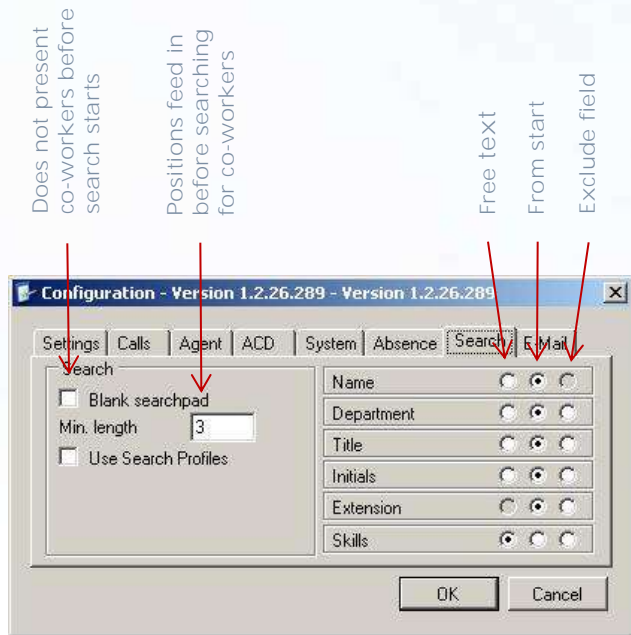 Does not present
co-workers before
search starts
Positions feed in
before searching
for co-workers
Free text
From start
Exclude field
Configuration - Version 1.2.26.289 - Version 1.2.26.289
Settings Calls Agent ACD System Absence Search E-Mail
Search
Blank searchpad
Min. length 3
Use Search Profiles
Name
Department
Title
Initials
Extension
Skills
OK Cancel